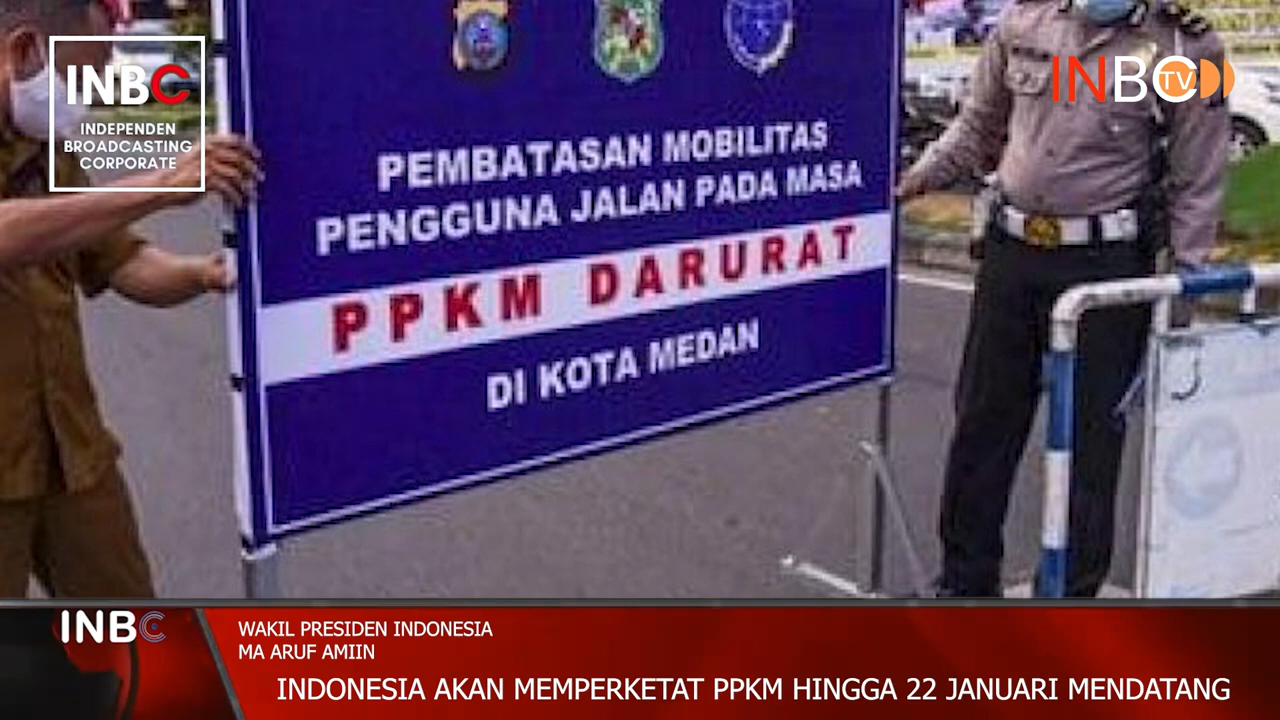 INBC
INDEPENDEN
BROADCASTING
CORPORATE
INBC TV
PEMBATASAN MOBILITAS
PENGGUNA JALAN PADA MASA
PPKM DARURAT
DI KOTA MEDAN
INBC
WAKIL PRESIDEN INDONESIA
MA ARUF AMIIN
INDONESIA AKAN MEMPERKETAT PPKM HINGGA 22 JANUARI MENDATANG